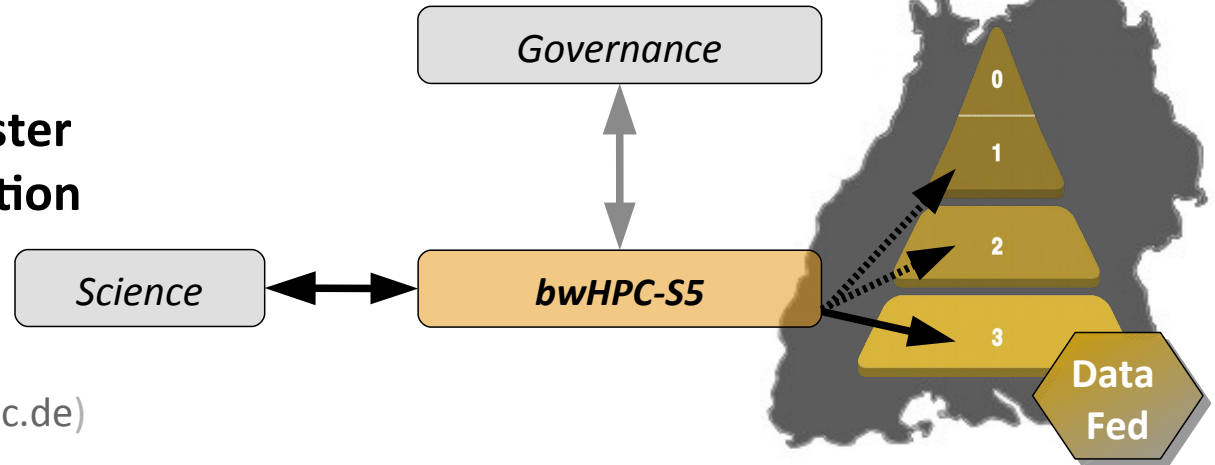 Governance
ster
tion
Science
bwHPC-S5
0
1
2
3
Data
Fed
c.de)